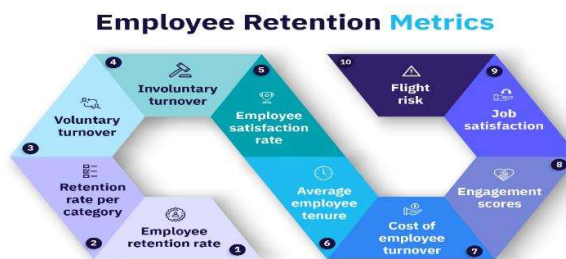 Employee Retention Metrics
1
Employee
retention rate
2
Retention
rate per
category
3
Voluntary
turnover
4
Involuntary
turnover
5
Employee
satisfaction
rate
6
Average
employee
tenure
7
Cost of
employee
turnover
8
Engagement
scores
9
Job
satisfaction
10
Flight
risk